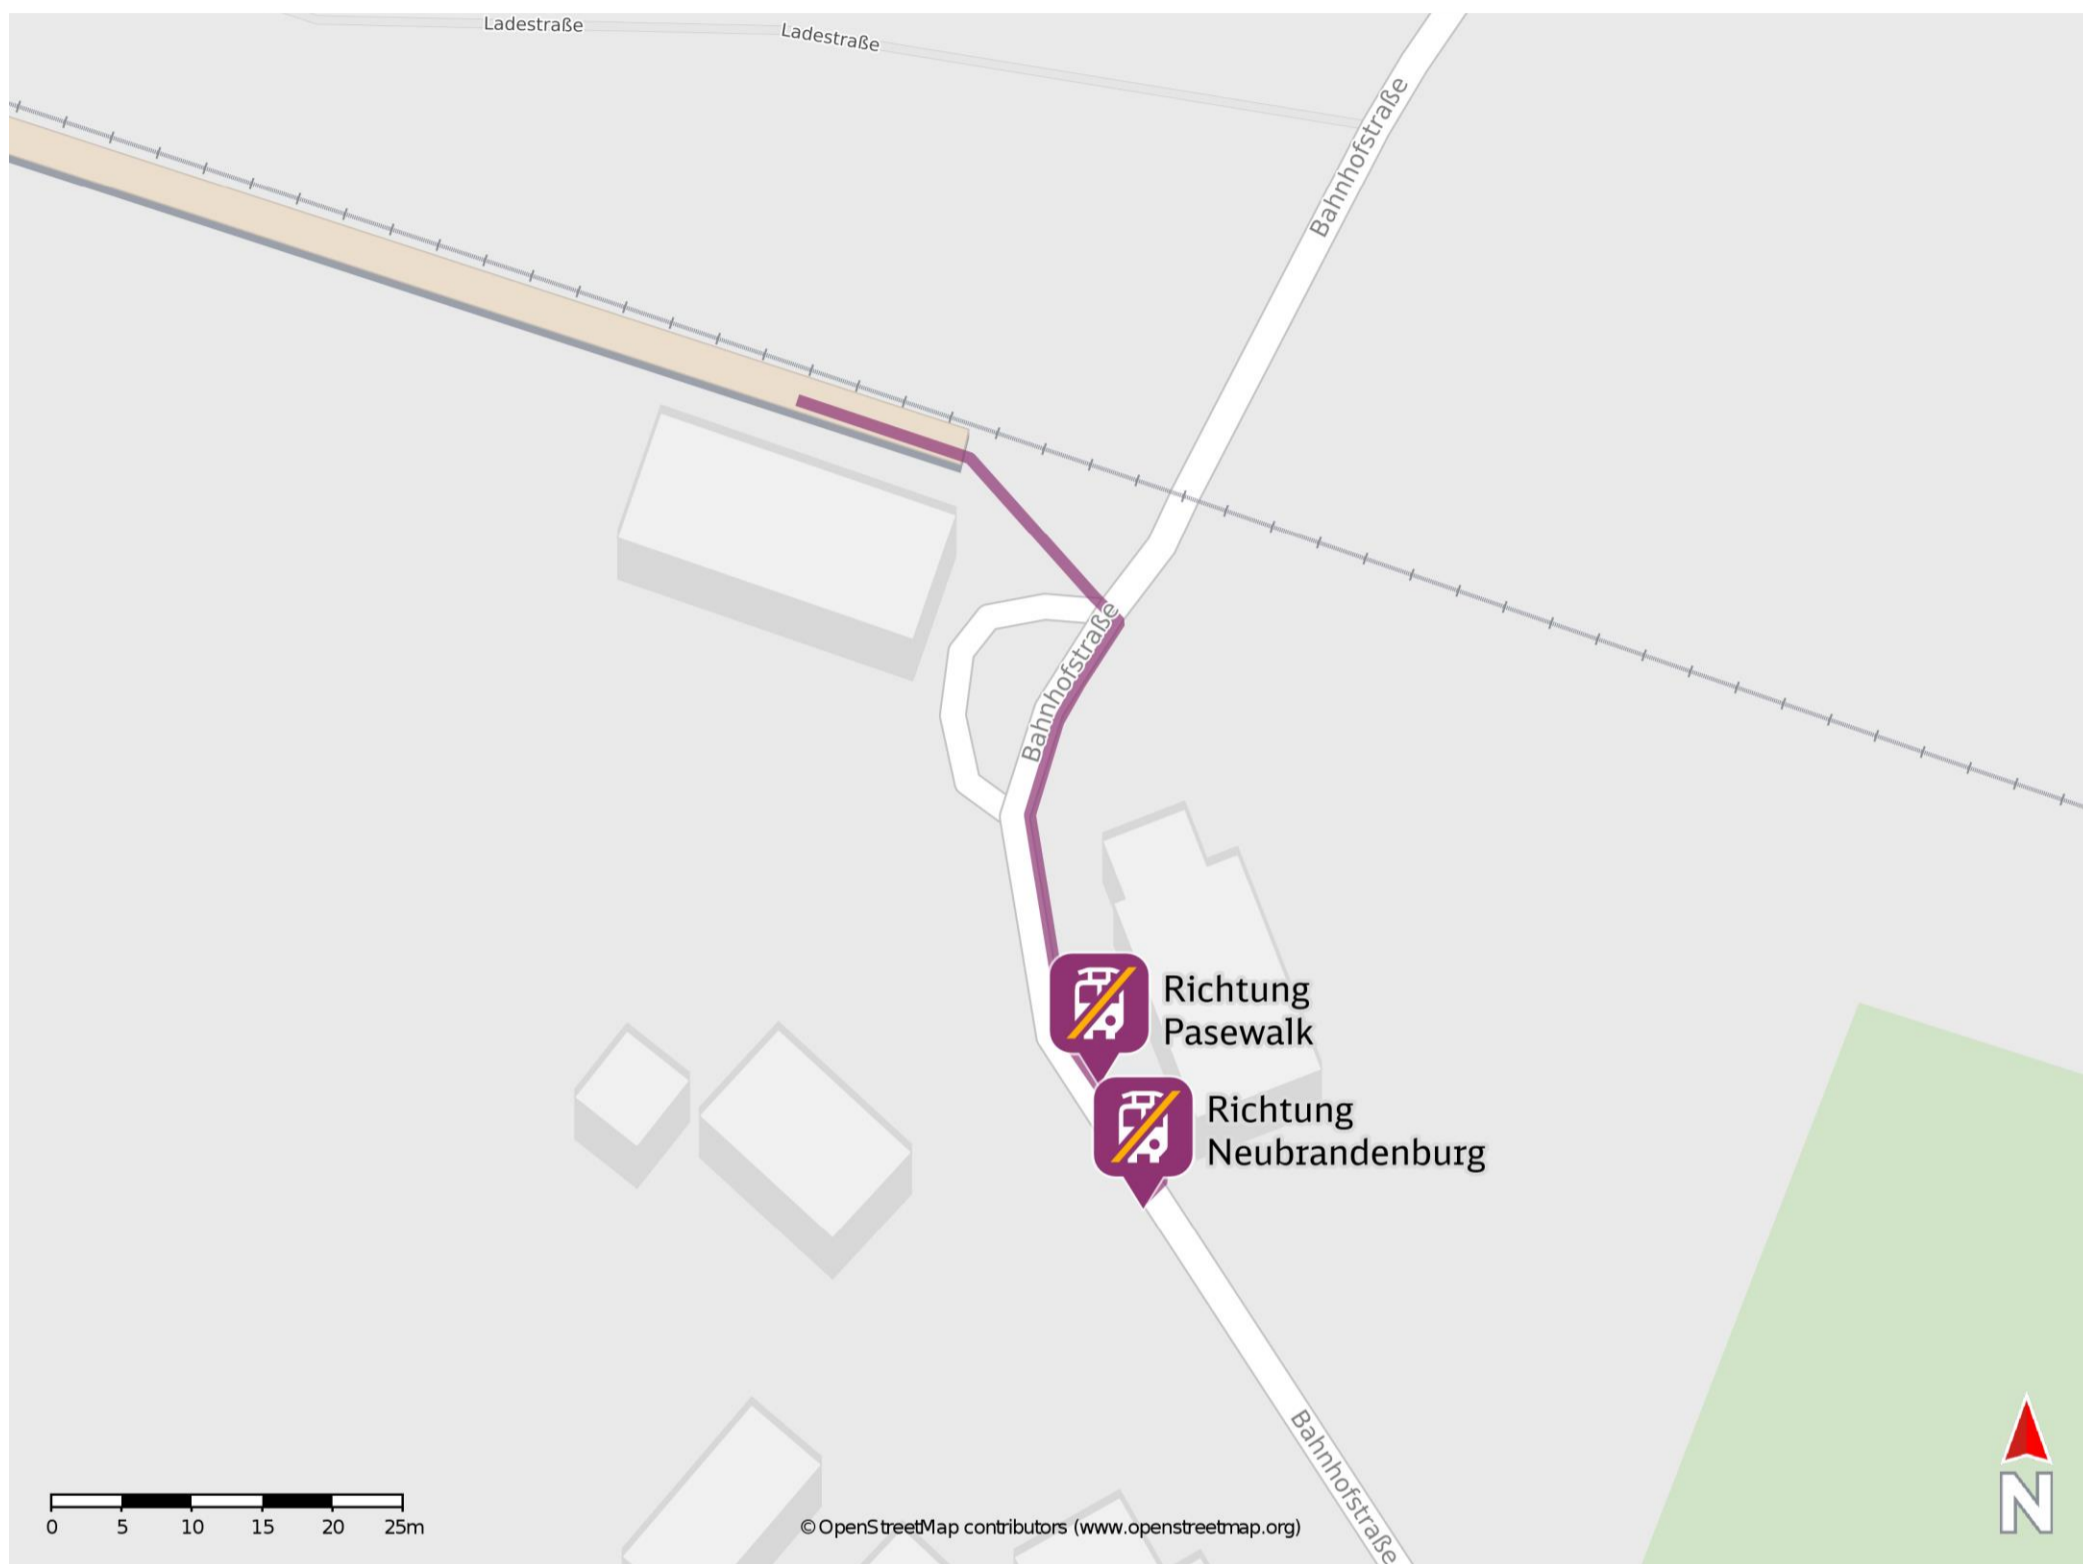 Ladestraße
Ladestraße
Bahnhofstraße
Bahnhofstraße
Richtung
Pasewalk
Richtung
Neubrandenburg
Bahnhofstraße
0 5 10 15 20 25m
©OpenStreetMap contributors (www.openstreetmap.org)
N